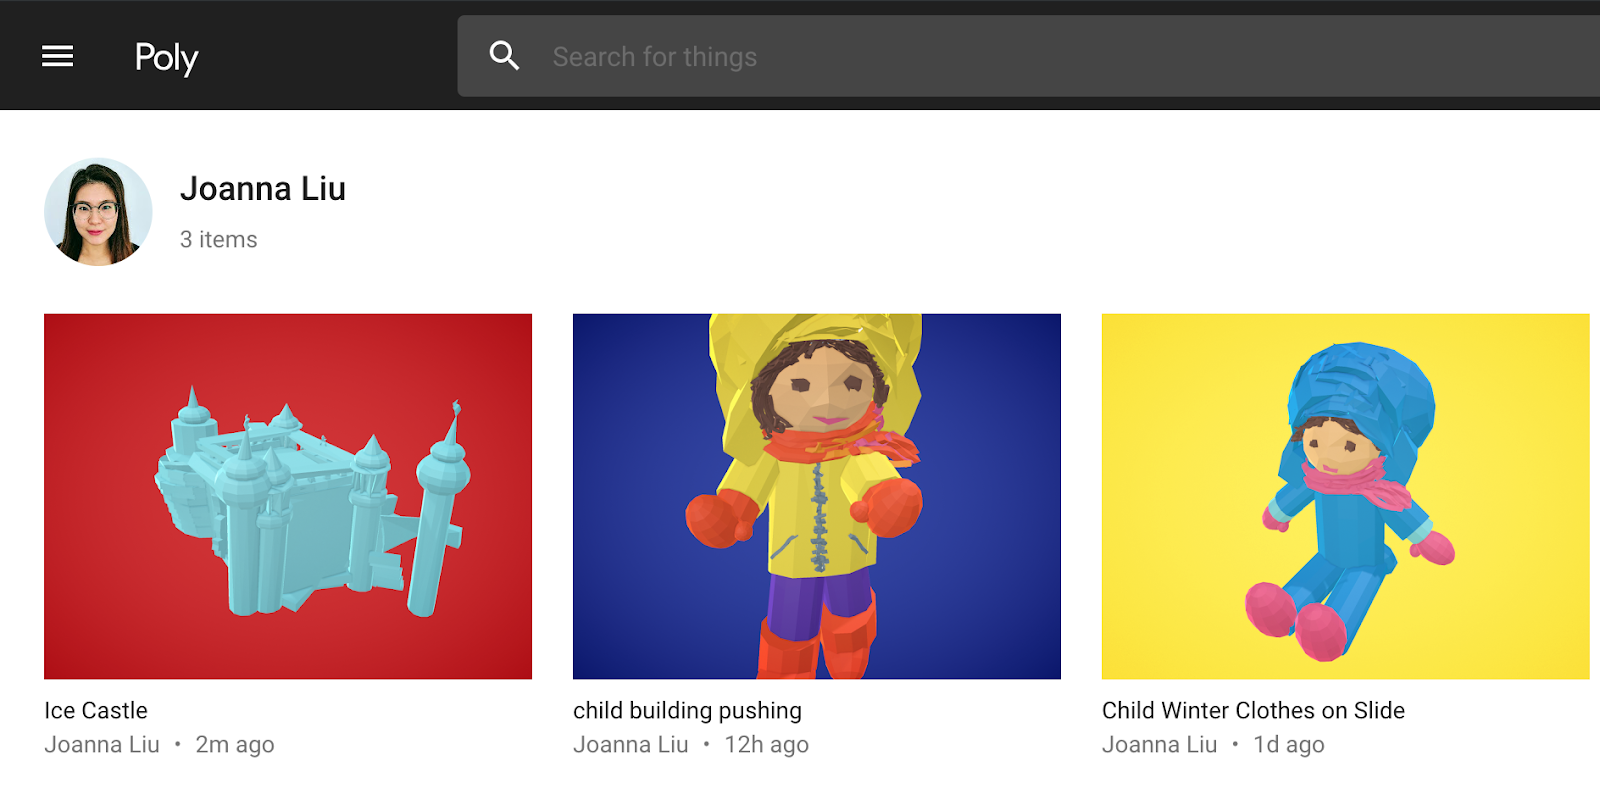 Poly
Search for things
Joanna Liu
3 items
Ice Castle
Joanna Liu • 2m ago
child building pushing
Joanna Liu • 12h ago
Child Winter Clothes on Slide
Joanna Liu • 1d ago